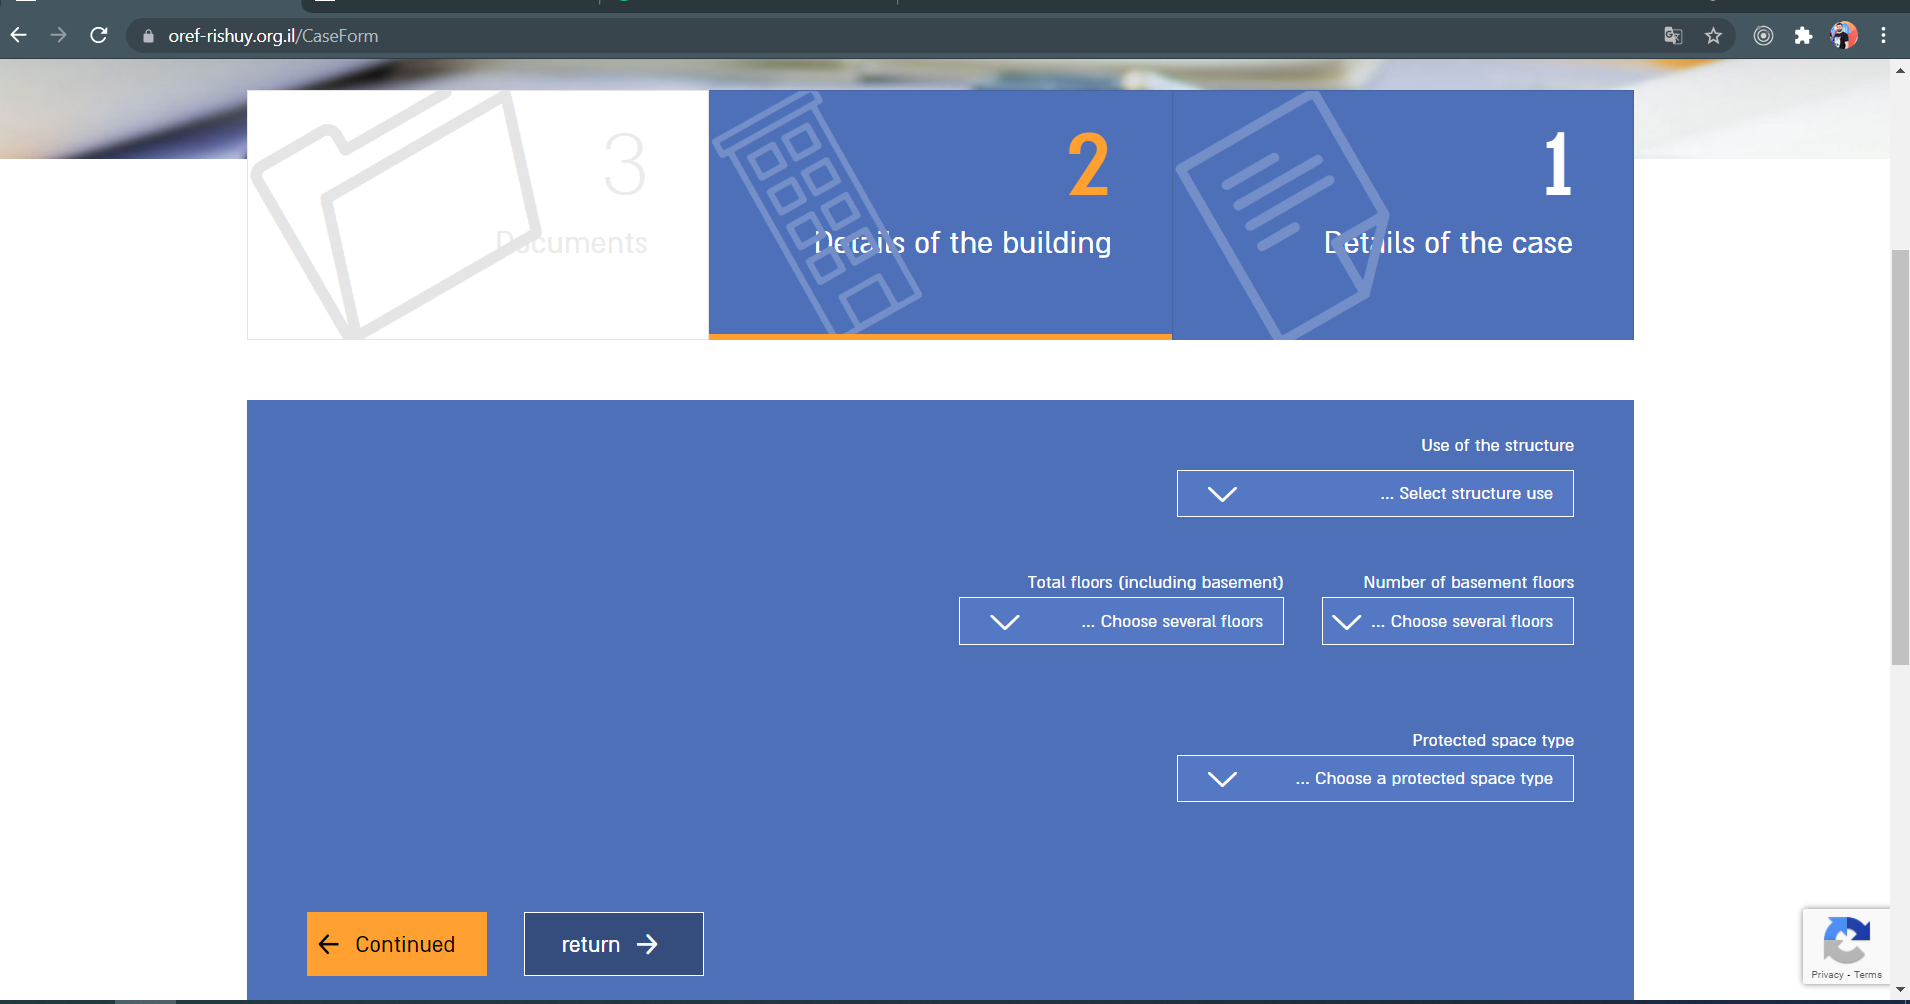 oref-rishuy.org.il/CaseForm
1
Details of the case
2
Details of the building
3
Documents
Use of the structure
... Select structure use
Number of basement floors
... Choose several floors
Total floors (including basement)
... Choose several floors
Protected space type
... Choose a protected space type
return
Continued
Privacy - Terms